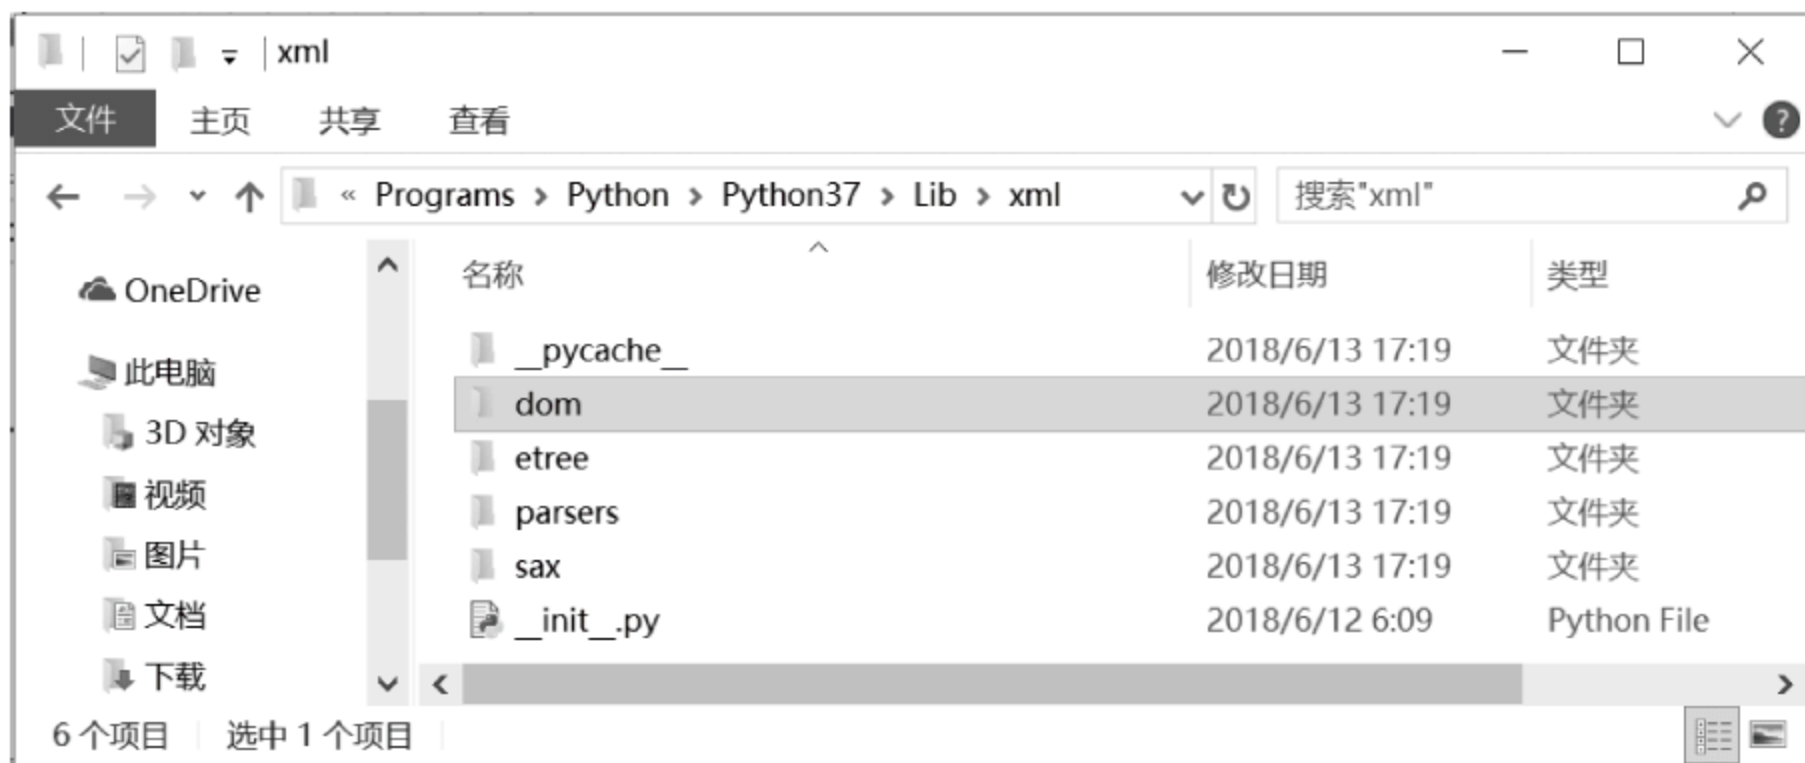 xml
文件 主页 共享 查看
« Programs > Python > Python37 > Lib > xml 搜索"xml"
名称 修改日期 类型
OneDrive
此电脑
3D 对象
视频
图片
文档
下载
__pycache__ 2018/6/13 17:19 文件夹
dom 2018/6/13 17:19 文件夹
etree 2018/6/13 17:19 文件夹
parsers 2018/6/13 17:19 文件夹
sax 2018/6/13 17:19 文件夹
__init__.py 2018/6/12 6:09 Python File
6 个项目 选中 1 个项目